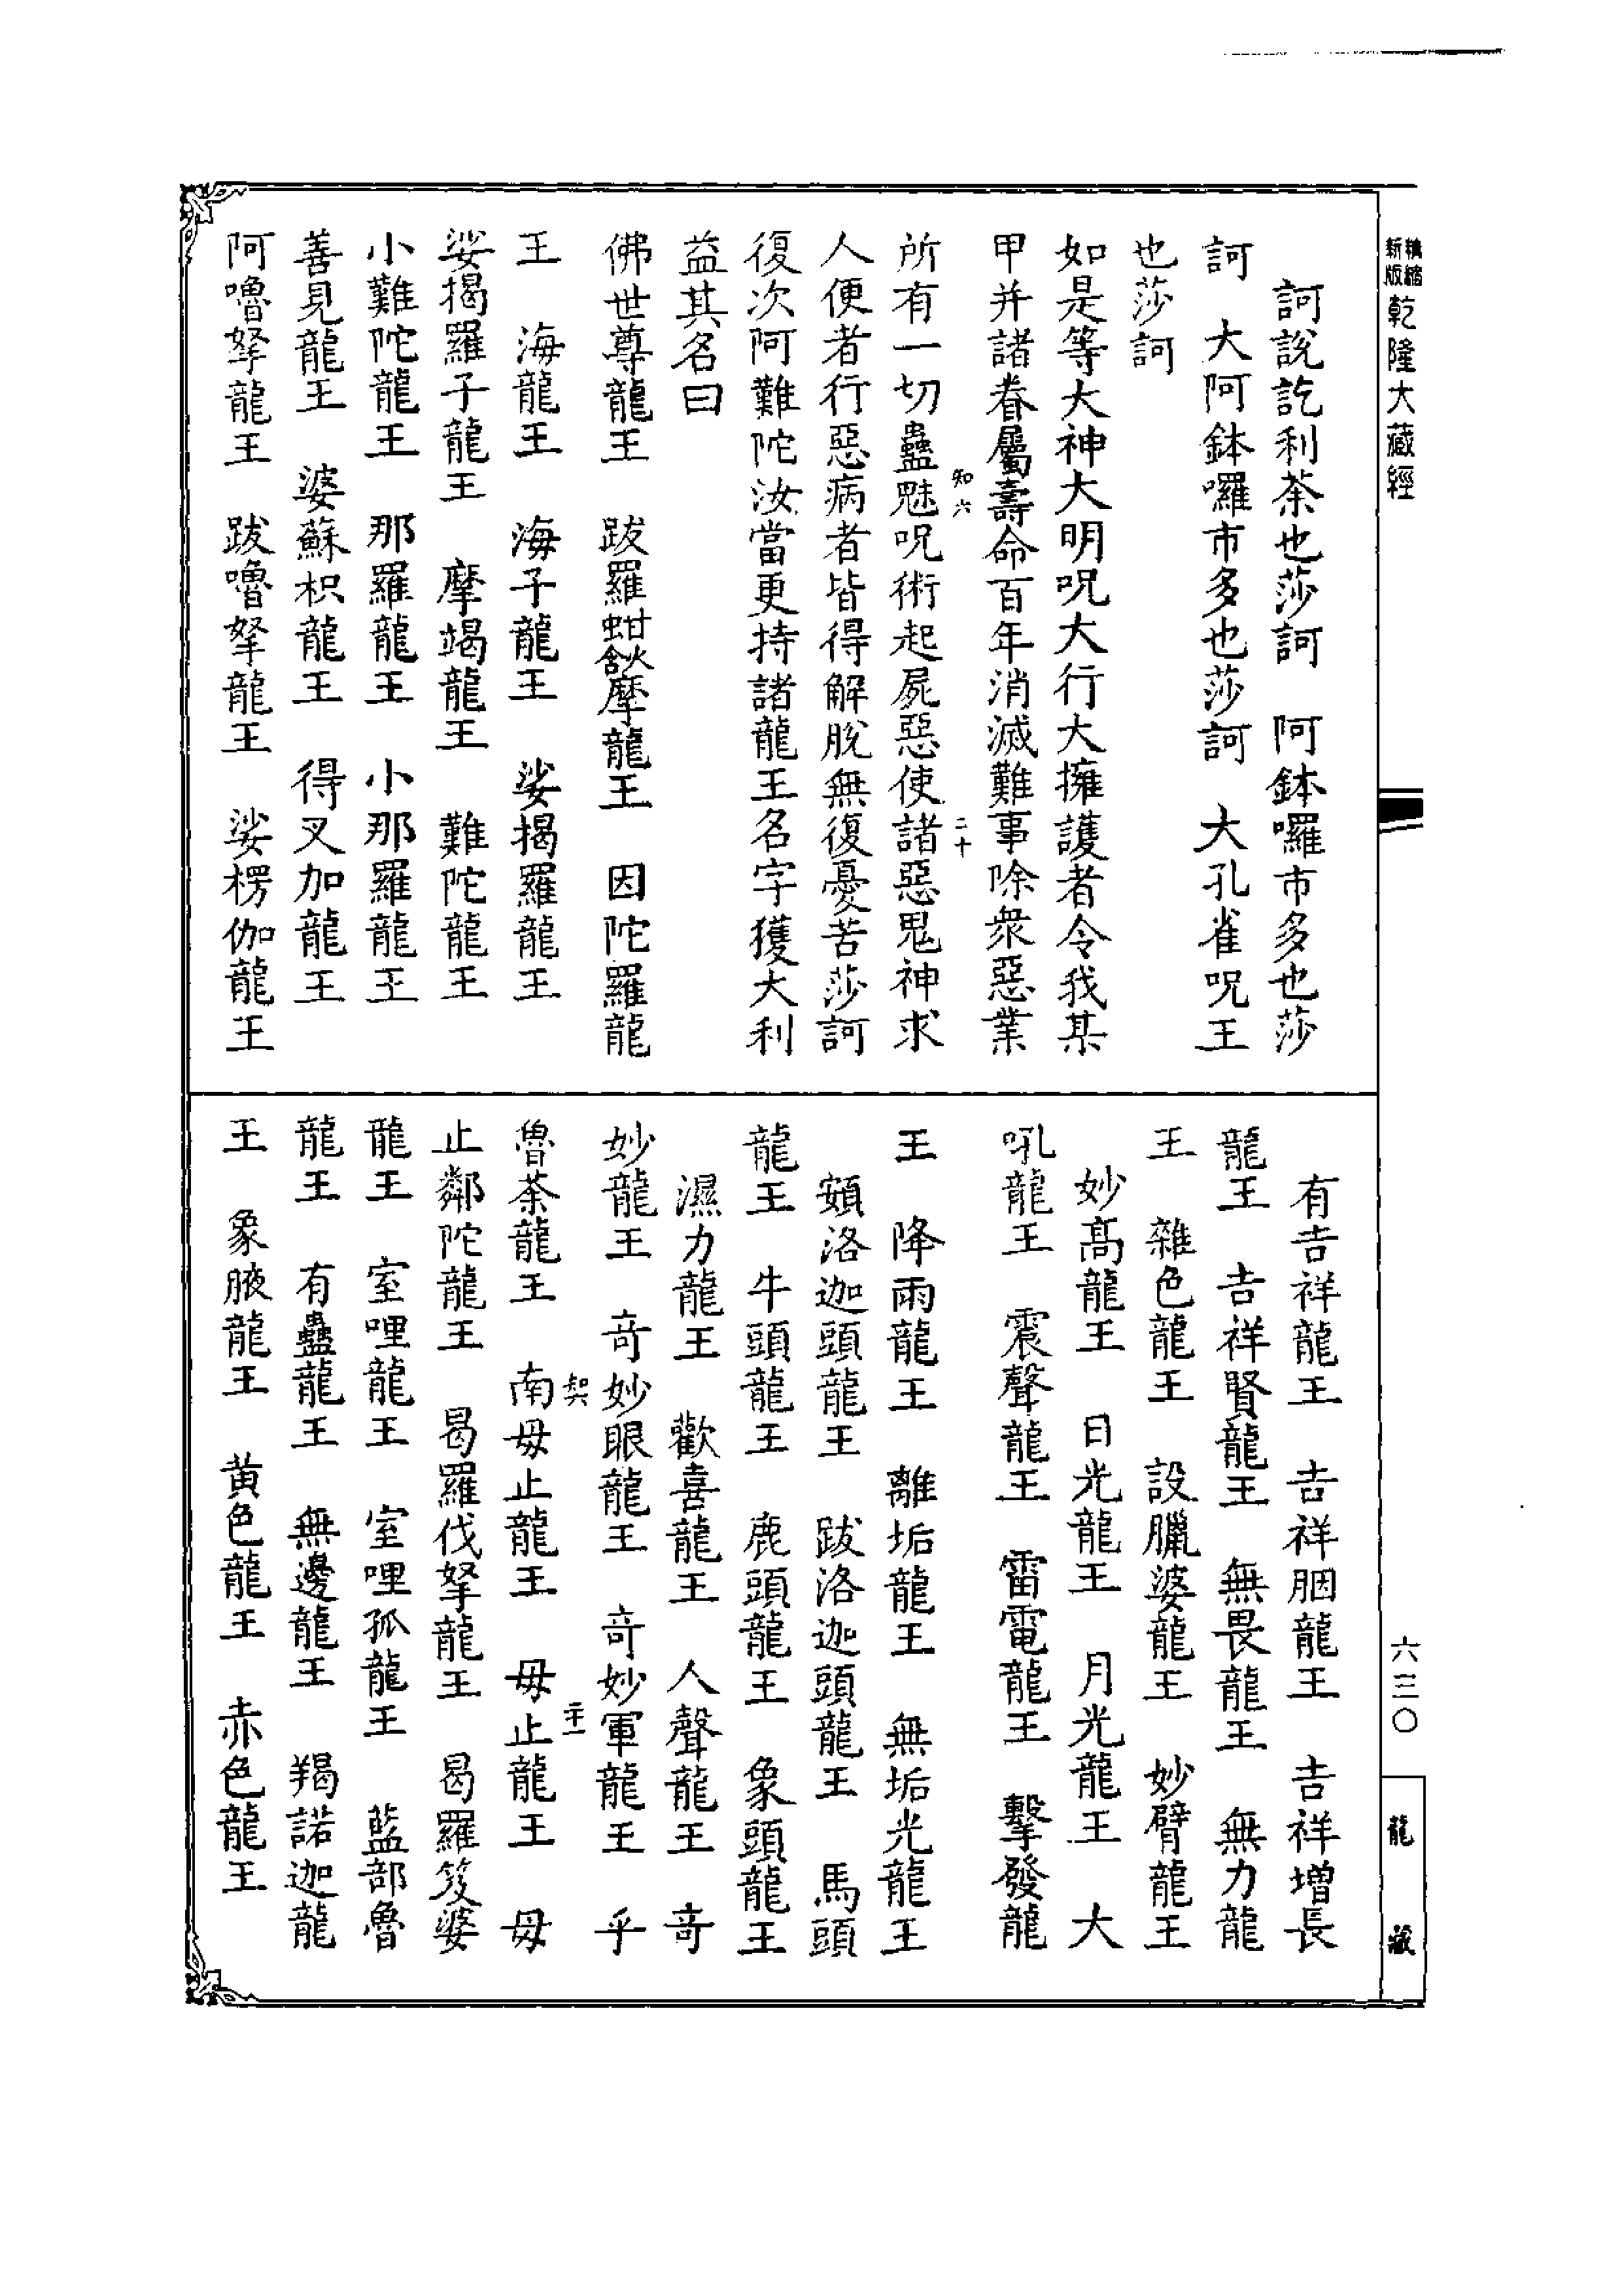 精縮新版乾隆大藏經
訶說訖利荼也莎訶　阿鉢囉市多也莎
訶　大阿鉢囉市多也莎訶　大孔雀呪王
也莎訶
如是等大神大明呪大行大擁護者令我某
甲并諸眷屬壽命百年消滅難事除衆惡業
知六　二十
所有一切蠱魅呪術起屍惡使諸惡鬼神求
人便者行惡病者皆得解脫無復憂苦莎訶
復次阿難陀汝當更持諸龍王名字獲大利
益其名曰
佛世尊龍王　跋羅蚶摩龍王　因陀羅龍
王　海龍王　海子龍王　娑揭羅龍王
娑揭羅子龍王　摩竭龍王　難陀龍王
小難陀龍王　那羅龍王　小那羅龍王
善見龍王　婆蘇枳龍王　得叉加龍王
阿嚕拏龍王　跋嚕拏龍王　娑楞伽龍王
有吉祥龍王　吉祥胭龍王　吉祥增長
龍王　吉祥賢龍王　無畏龍王　無力龍
王　雜色龍王　設臘婆龍王　妙臂龍王
妙高龍王　日光龍王　月光龍王　大
吼龍王　震聲龍王　雷電龍王　擊發龍
王　降雨龍王　離垢龍王　無垢光龍王
頞洛迦頭龍王　跋洛迦頭龍王　馬頭
龍王　牛頭龍王　鹿頭龍王　象頭龍王
濕力龍王　歡喜龍王　人聲龍王　奇
妙龍王　奇妙眼龍王　奇妙軍龍王　乎
知六　二十一
魯荼龍王　南毋止龍王　毋止龍王　毋
止鄰陀龍王　曷羅伐拏龍王　曷羅笈婆
龍王　室哩龍王　室哩孤龍王　藍部魯
龍王　有蠱龍王　無邊龍王　羯諾迦龍
王　象腋龍王　黃色龍王　赤色龍王
六三〇
龍藏